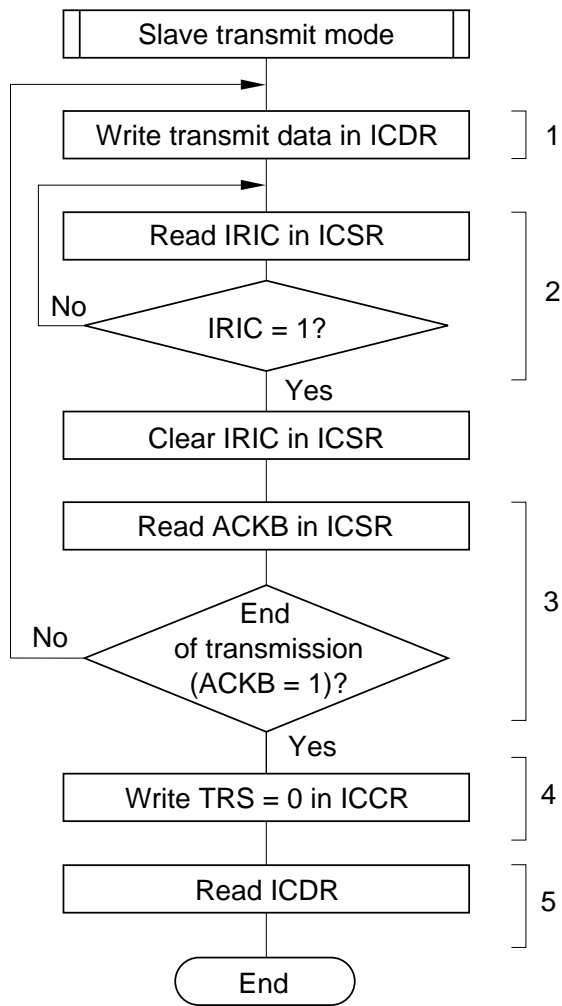 Slave transmit mode
Write transmit data in ICDR
1
Read IRIC in ICSR
2
No
IRIC = 1?
Yes
Clear IRIC in ICSR
Read ACKB in ICSR
3
End
No
of transmission
(ACKB = 1)?
Yes
Write TRS = 0 in ICCR
4
Read ICDR
5
End